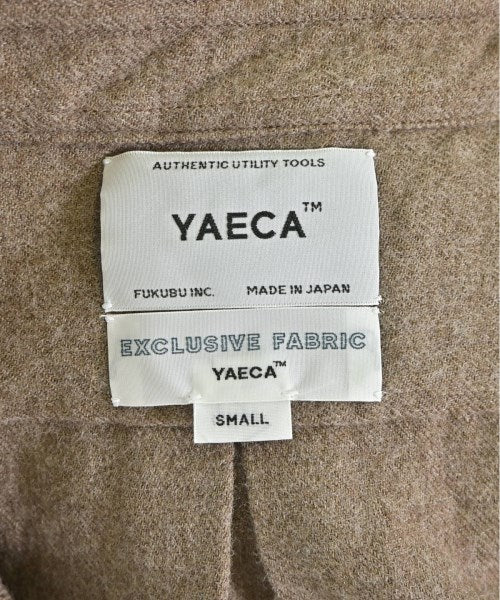 AUTHENTIC UTILITY TOOLS
YAECA™
FUKUBU INC. MADE IN JAPAN
EXCLUSIVE FABRIC
YAECA™
SMALL